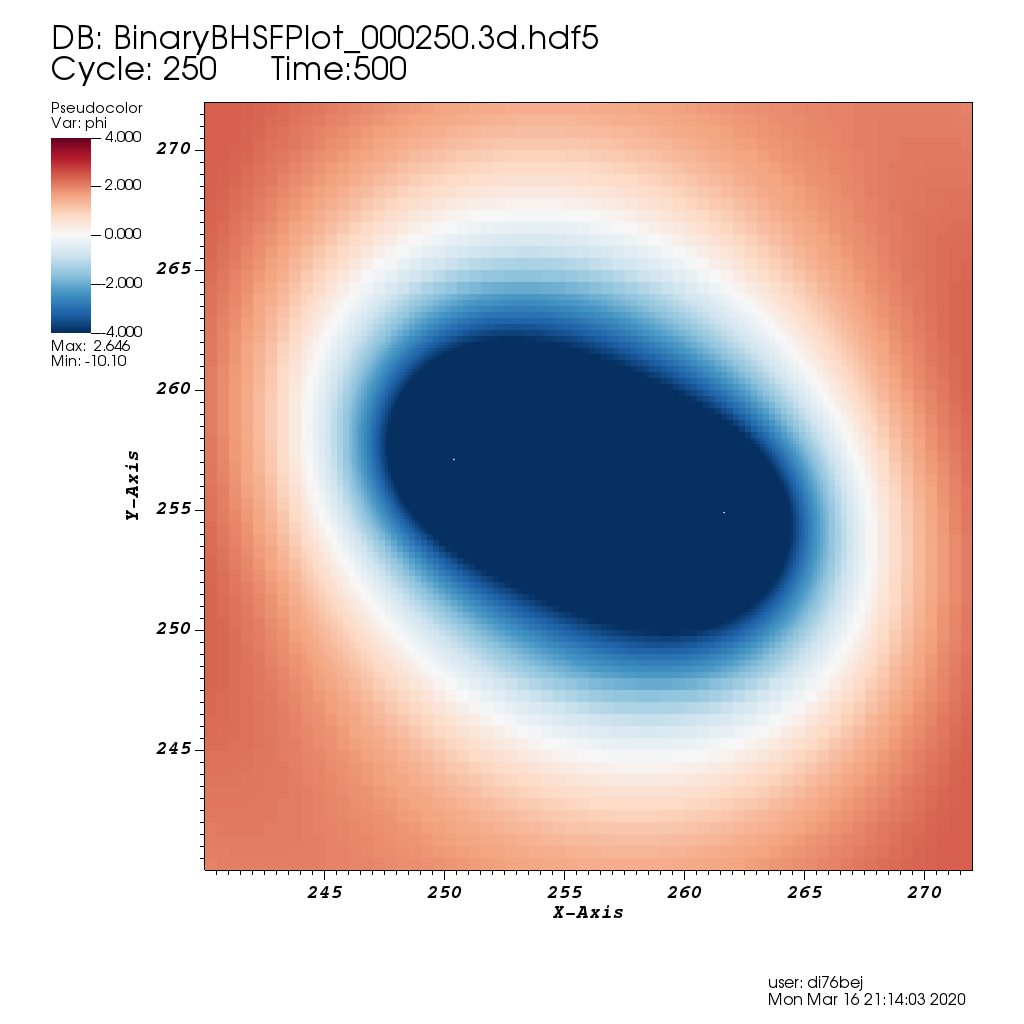 DB: BinaryBHSFPlot_000250.3d.hdf5
Cycle: 250 Time:500
Pseudocolor
Var: phi
4.000
2.000
0.000
-2.000
-4.000
Max: 2.646
Min: -10.10
270
265
260
255
250
245
Y-Axis
245 250 255 260 265 270
X-Axis
user: di76bej
Mon Mar 16 21:14:03 2020